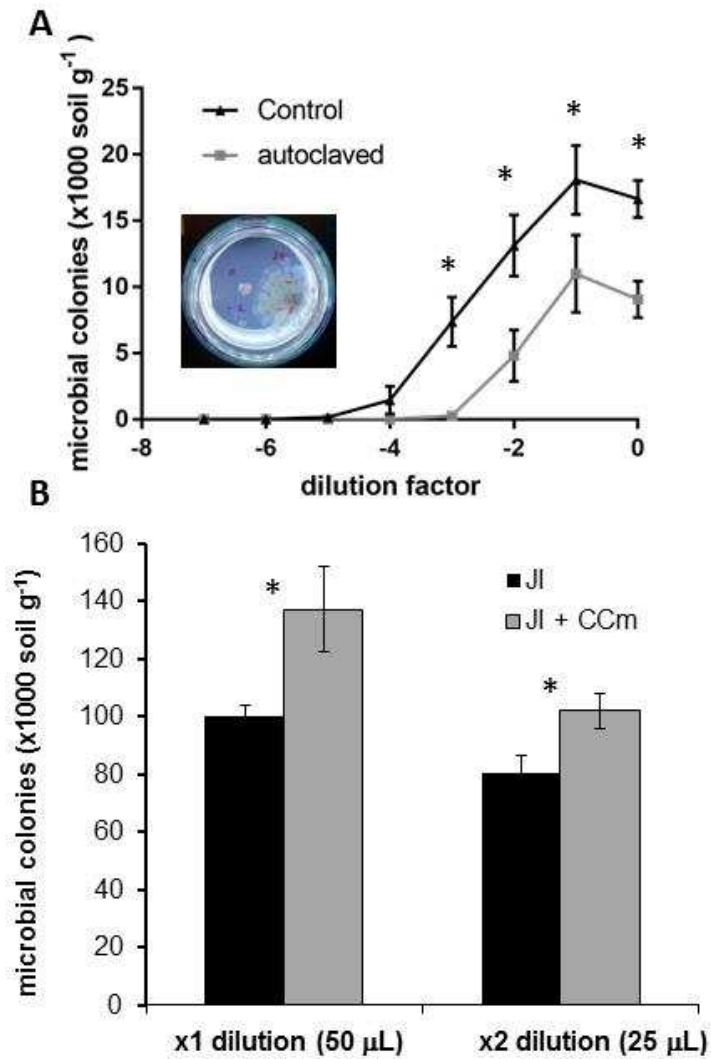 A
microbial colonies (x1000 soil g-1)
25
20
15
10
5
0
Control
autoclaved
*
*
*
*
-8
-6
-4
-2
0
dilution factor
B
microbial colonies (x1000 soil g-1)
160
140
120
100
80
60
40
20
0
JI
JI + CCm
*
*
x1 dilution (50 µL)
x2 dilution (25 µL)